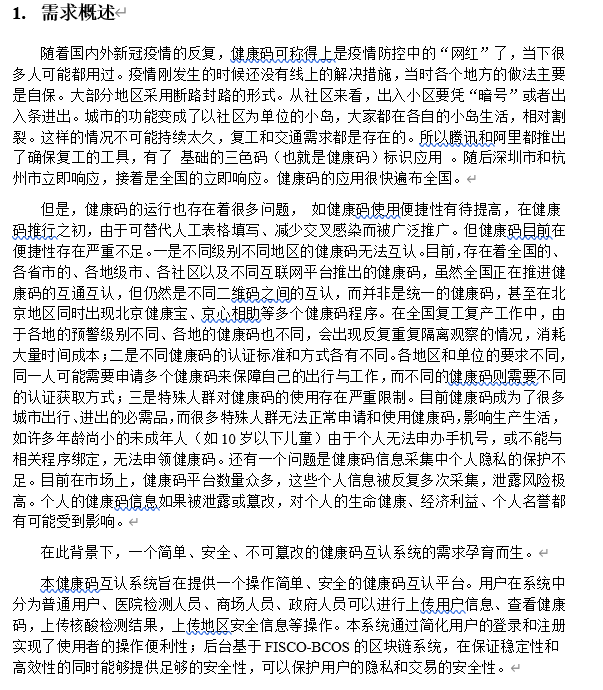 1. 需求概述
随着国内外新冠疫情的反复，健康码可称得上是疫情防控中的“网红”了，当下很
多人可能都用过。疫情刚发生的时候还没有线上的解决措施，当时各个地方的做法主要
是自保。大部分地区采用断路封路的形式。从社区来看，出入小区要凭“暗号”或者出
入条进出。城市的功能变成了以社区为单位的小岛，大家都在各自的小岛生活，相对割
裂。这样的情况不可能持续太久，复工和交通需求都是存在的。所以腾讯和阿里都推出
了确保复工的工具，有了 基础的三色码（也就是健康码）标识应用 。随后深圳市和杭
州市立即响应，接着是全国的立即响应。健康码的应用很快遍布全国。
但是，健康码的运行也存在着很多问题， 如健康码使用便捷性有待提高，在健康
码推行之初，由于可替代人工表格填写、减少交叉感染而被广泛推广。但健康码目前在
便捷性存在严重不足。一是不同级别不同地区的健康码无法互认。目前，存在着全国的、
各省市的、各地级市、各社区以及不同互联网平台推出的健康码，虽然全国正在推进健
康码的互通互认，但仍然是不同二维码之间的互认，而并非是统一的健康码，甚至在北
京地区同时出现北京健康宝、京心相助等多个健康码程序。在全国复工复产工作中，由
于各地的预警级别不同、各地的健康码也不同，会出现反复重复隔离观察的情况，消耗
大量时间成本；二是不同健康码的认证标准和方式各有不同。各地区和单位的要求不同，
同一人可能需要申请多个健康码来保障自己的出行与工作，而不同的健康码则需要不同
的认证获取方式；三是特殊人群对健康码的使用存在严重限制。目前健康码成为了很多
城市出行、进出的必需品，而很多特殊人群无法正常申请和使用健康码，影响生产生活，
如许多年龄尚小的未成年人（如 10 岁以下儿童）由于个人无法申办手机号，或不能与
相关程序绑定，无法申领健康码。还有一个问题是健康码信息采集中个人隐私的保护不
足。目前在市场上，健康码平台数量众多，这些个人信息被反复多次采集，泄露风险极
高。个人的健康码信息如果被泄露或篡改，对个人的生命健康、经济利益、个人名誉都
有可能受到影响。
在此背景下，一个简单、安全、不可篡改的健康码互认系统的需求孕育而生。
本健康码互认系统旨在提供一个操作简单、安全的健康码互认平台。用户在系统中
分为普通用户、医院检测人员、商场人员、政府人员可以进行上传用户信息、查看健康
码，上传核酸检测结果，上传地区安全信息等操作。本系统通过简化用户的登录和注册
实现了使用者的操作便利性；后台基于 FISCO-BCOS 的区块链系统，在保证稳定性和
高效性的同时能够提供足够的安全性，可以保护用户的隐私和交易的安全性。